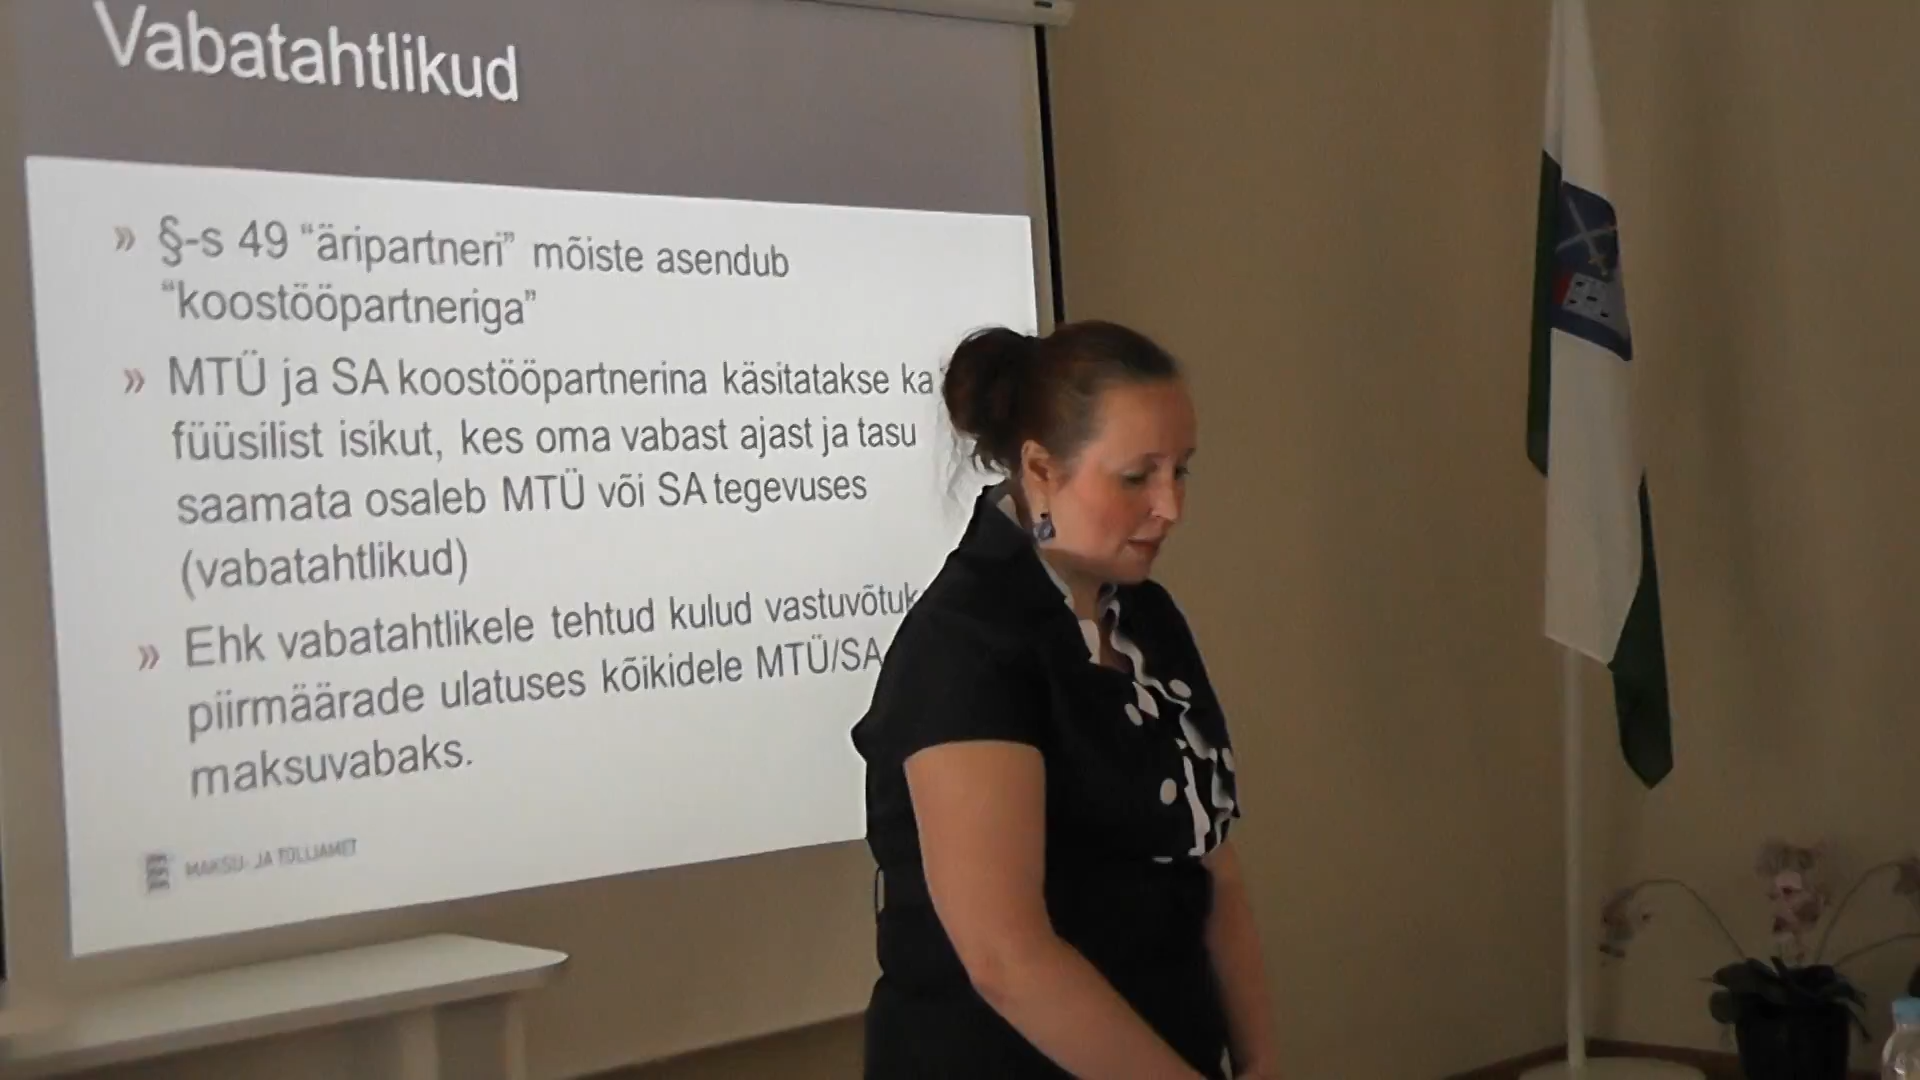 Vabatahtlikud
» §-s 49 “äripartneri” mõiste asendub
“koostööpartneriga”
» MTÜ ja SA koostööpartnerina käsitatakse ka
füüsilist isikut, kes oma vabast ajast ja tasu
saamata osaleb MTÜ või SA tegevuses
(vabatahtlikud)
» Ehk vabatahtlikele tehtud kulud
piirmäärade ulatuses kõikidele MTÜ/SA
maksuvabaks.
MAKSU- JA TOLLIAMET